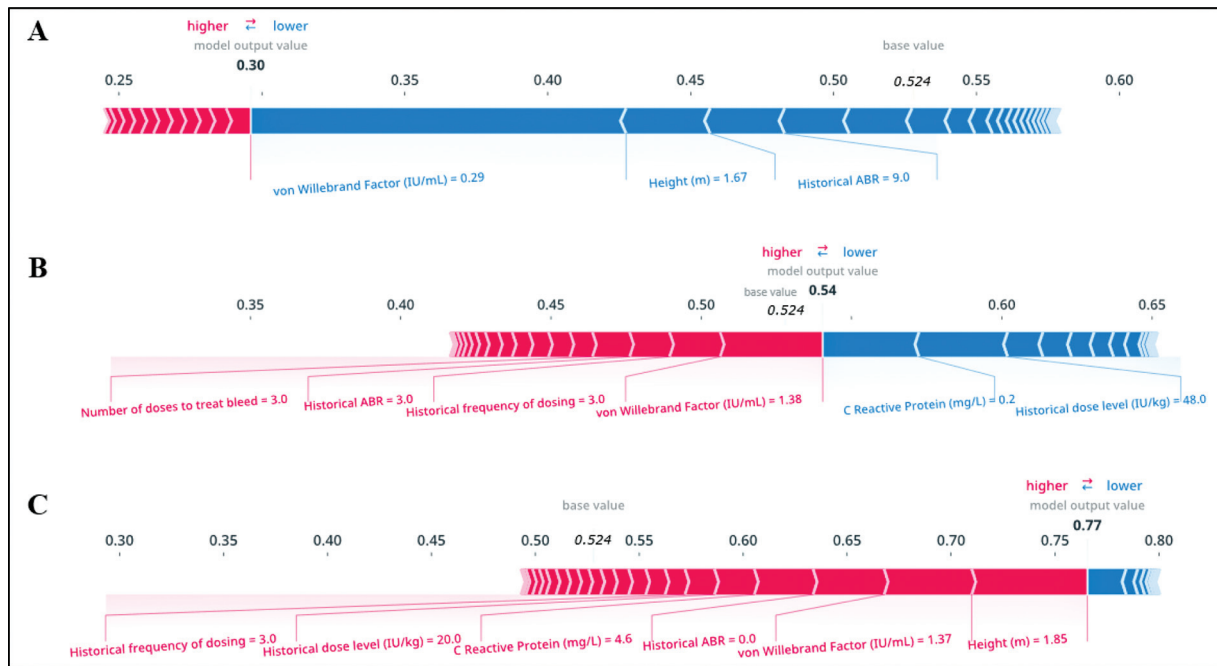 A
higher ⇄ lower
model output value
base value
0.25 0.30 0.35 0.40 0.45 0.50 0.524 0.55 0.60
von Willebrand Factor (IU/mL) = 0.29 Height (m) = 1.67 Historical ABR = 9.0
B
higher ⇄ lower
model output value
base value 0.54
0.35 0.40 0.45 0.50 0.524 0.60 0.65
Number of doses to treat bleed = 3.0 Historical ABR = 3.0 Historical frequency of dosing = 3.0 von Willebrand Factor (IU/mL) = 1.38 C Reactive Protein (mg/L) = 0.2 Historical dose level (IU/kg) = 48.0
C
higher ⇄ lower
base value model output value
0.77
0.30 0.35 0.40 0.45 0.50 0.524 0.55 0.60 0.65 0.70 0.75 0.80
Historical frequency of dosing = 3.0 Historical dose level (IU/kg) = 20.0 C Reactive Protein (mg/L) = 4.6 Historical ABR = 0.0 von Willebrand Factor (IU/mL) = 1.37 Height (m) = 1.85